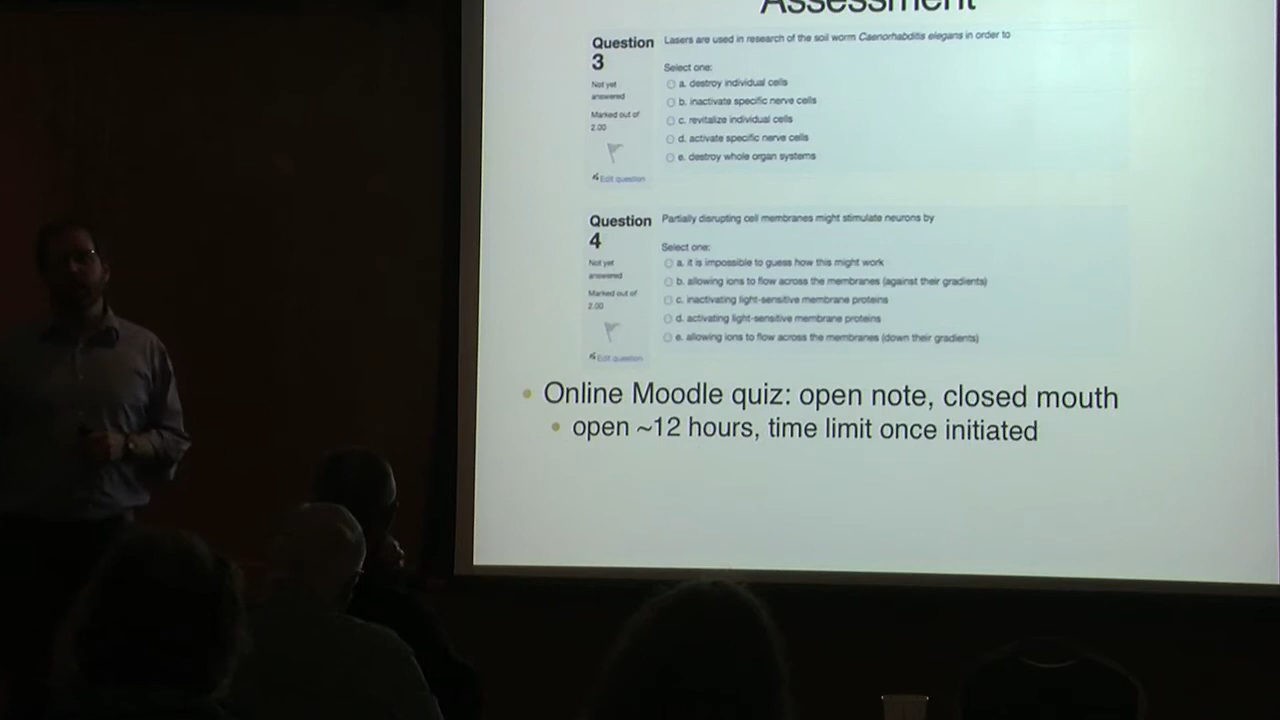 Assessment
Question 3
Not yet answered
Marked out of 2.00
Edit question
Lasers are used in research of the soil worm Caenorhabditis elegans in order to
Select one:
a. destroy individual cells
b. inactivate specific nerve cells
c. revitalize individual cells
d. activate specific nerve cells
e. destroy whole organ systems
Question 4
Not yet answered
Marked out of 2.00
Edit question
Partially disrupting cell membranes might stimulate neurons by
Select one:
a. it is impossible to guess how this might work
b. allowing ions to flow across the membranes (against their gradients)
c. inactivating light-sensitive membrane proteins
d. activating light-sensitive membrane proteins
e. allowing ions to flow across the membranes (down their gradients)
• Online Moodle quiz: open note, closed mouth
• open ~12 hours, time limit once initiated